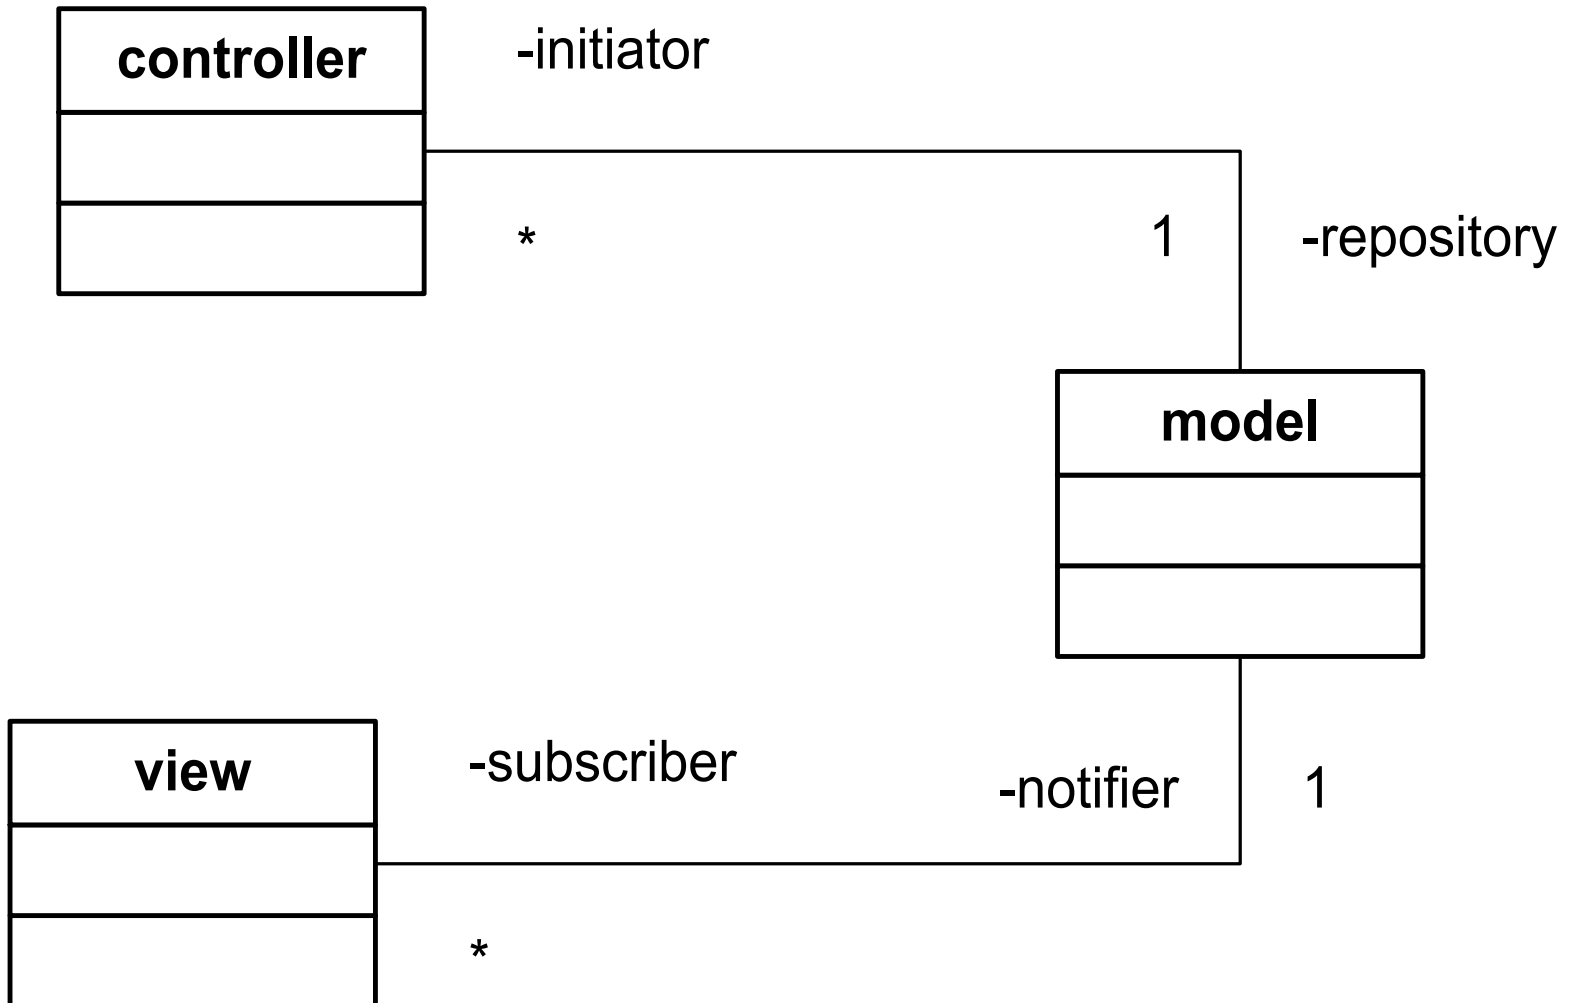 controller
-initiator
*
1
-repository
model
view
-subscriber
-notifier
1
*